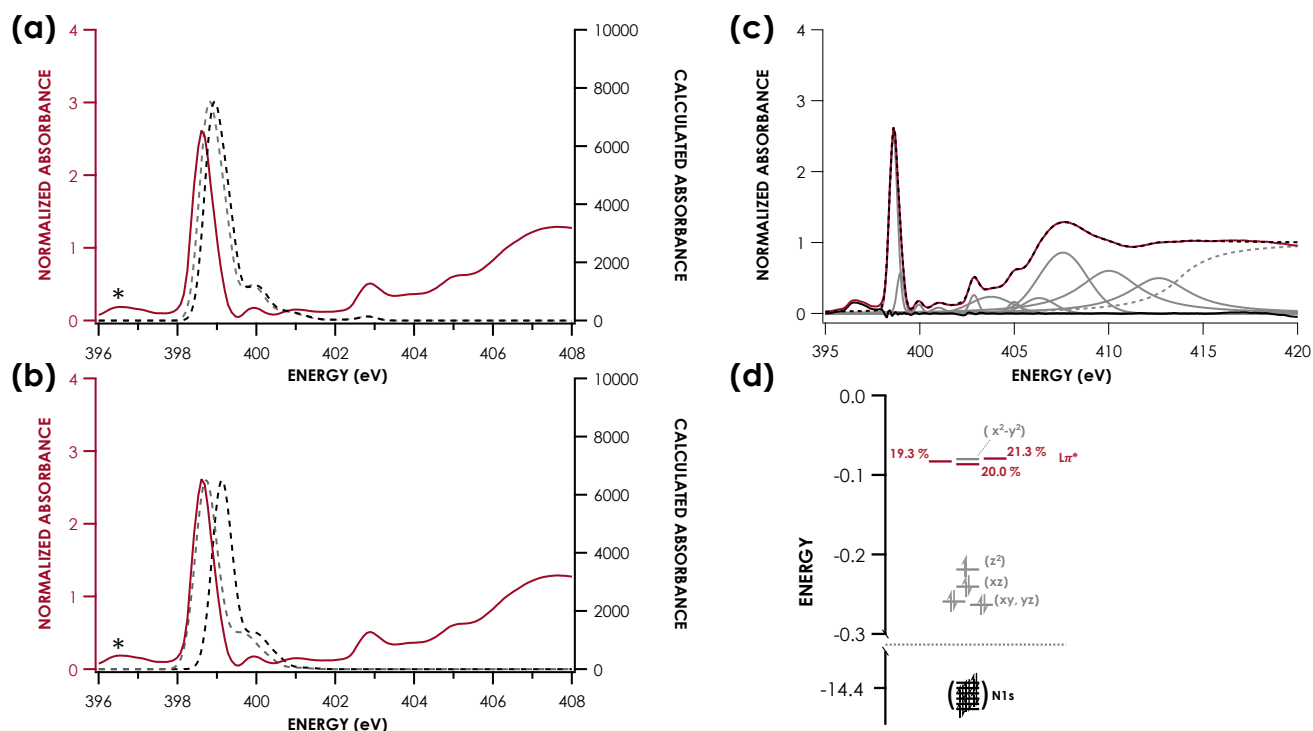 (a)
NORMALIZED ABSORBANCE
4
3
2
1
0
*
10000
8000
6000
4000
2000
0
CALCULATED ABSORBANCE
396 398 400 402 404 406 408
ENERGY (eV)
(b)
NORMALIZED ABSORBANCE
4
3
2
1
0
*
10000
8000
6000
4000
2000
0
CALCULATED ABSORBANCE
396 398 400 402 404 406 408
ENERGY (eV)
(c)
NORMALIZED ABSORBANCE
4
3
2
1
0
395 400 405 410 415 420
ENERGY (eV)
(d)
ENERGY
0.0
-0.1
-0.2
-0.3
-14.4
(x²-y²)
19.3 % 21.3 % Lπ*
20.0 %
(z²)
(xz)
(xy, yz)
( ) N1s